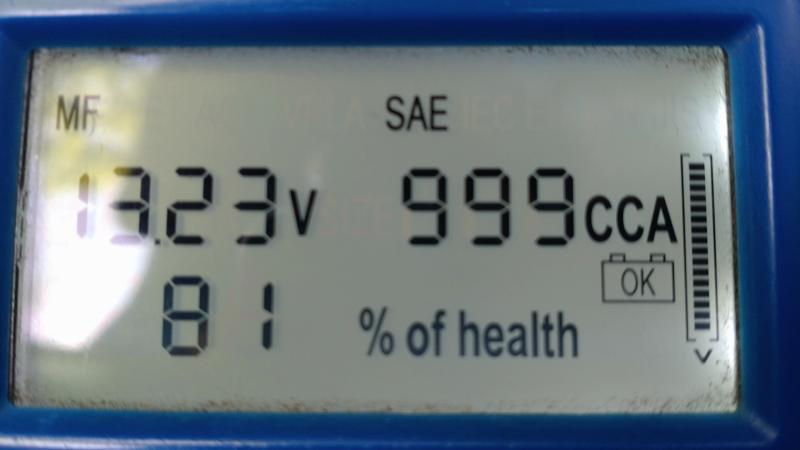 MF SAE
13.23 V 999 CCA
OK
81 % of health